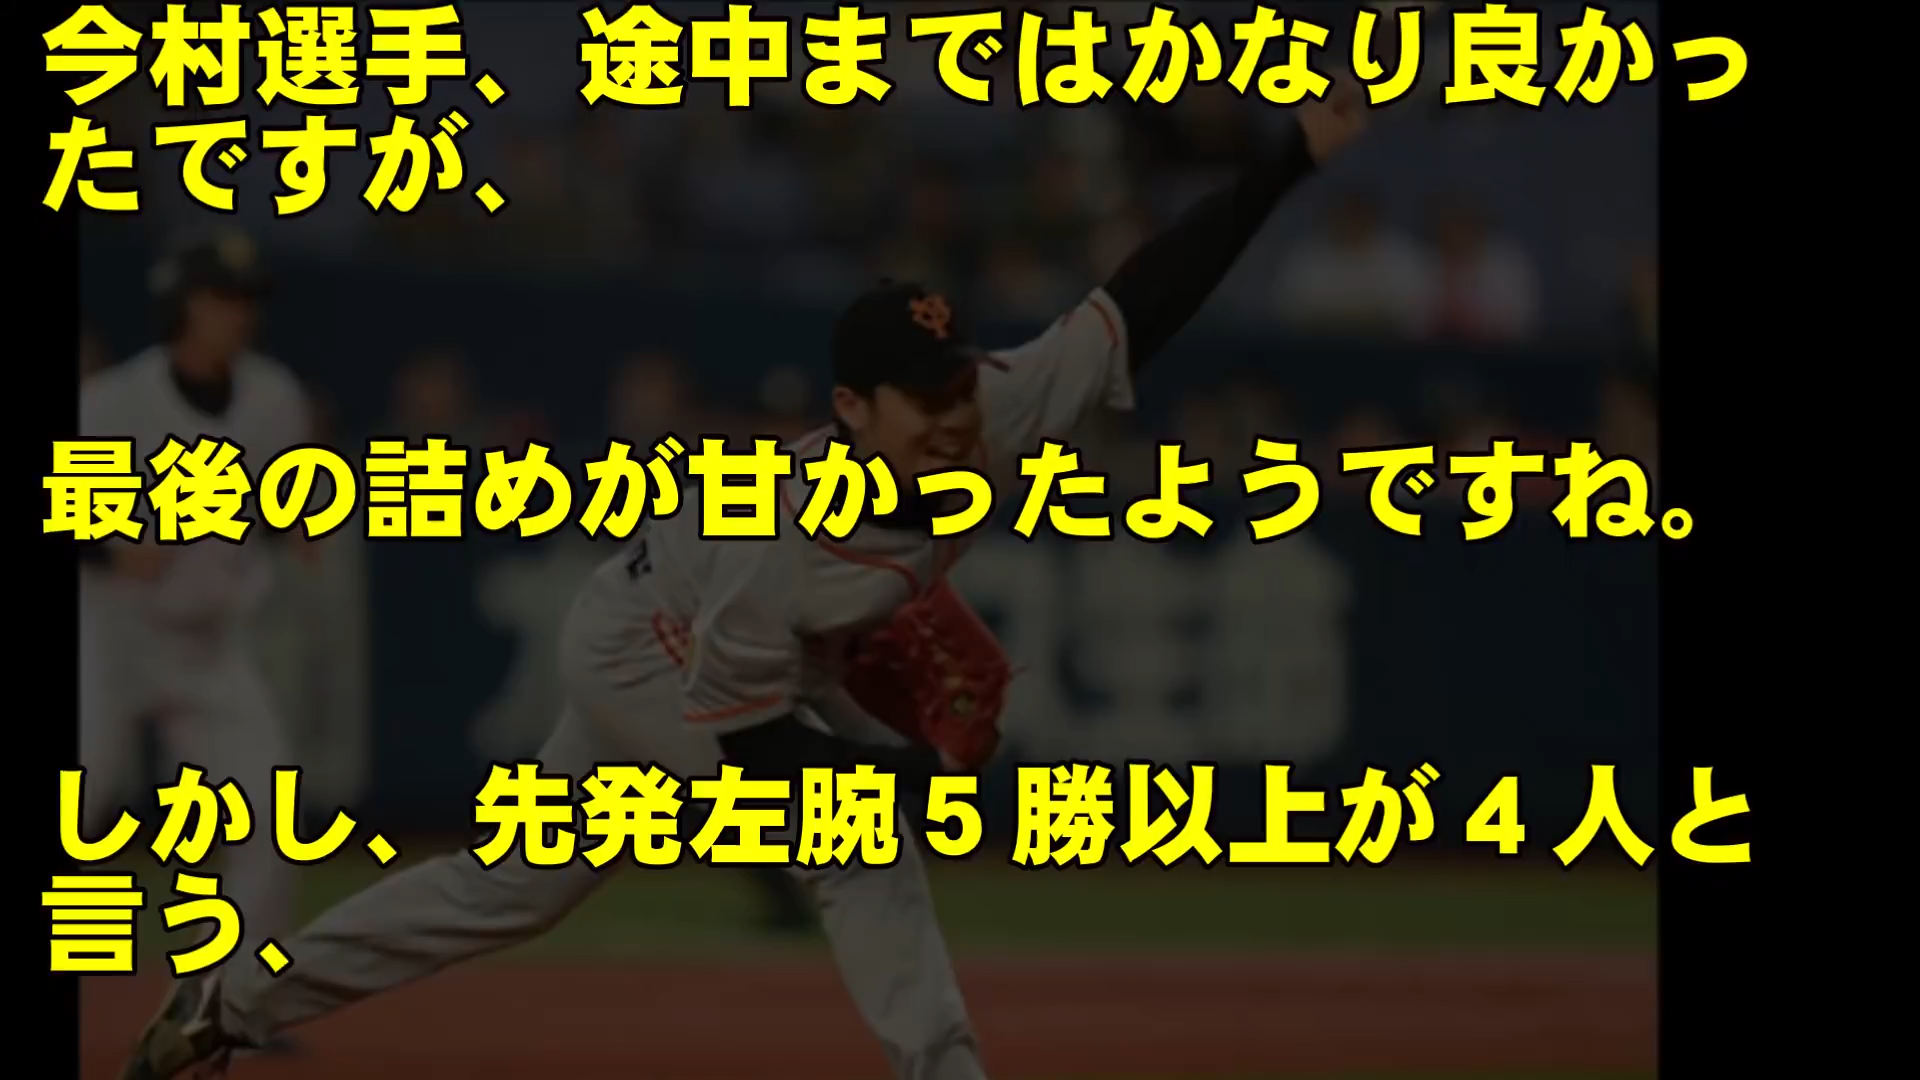 今村選手、途中まではかなり良かっ
たですが、
最後の詰めが甘かったようですね。
しかし、先発左腕５勝以上が４人と
言う、